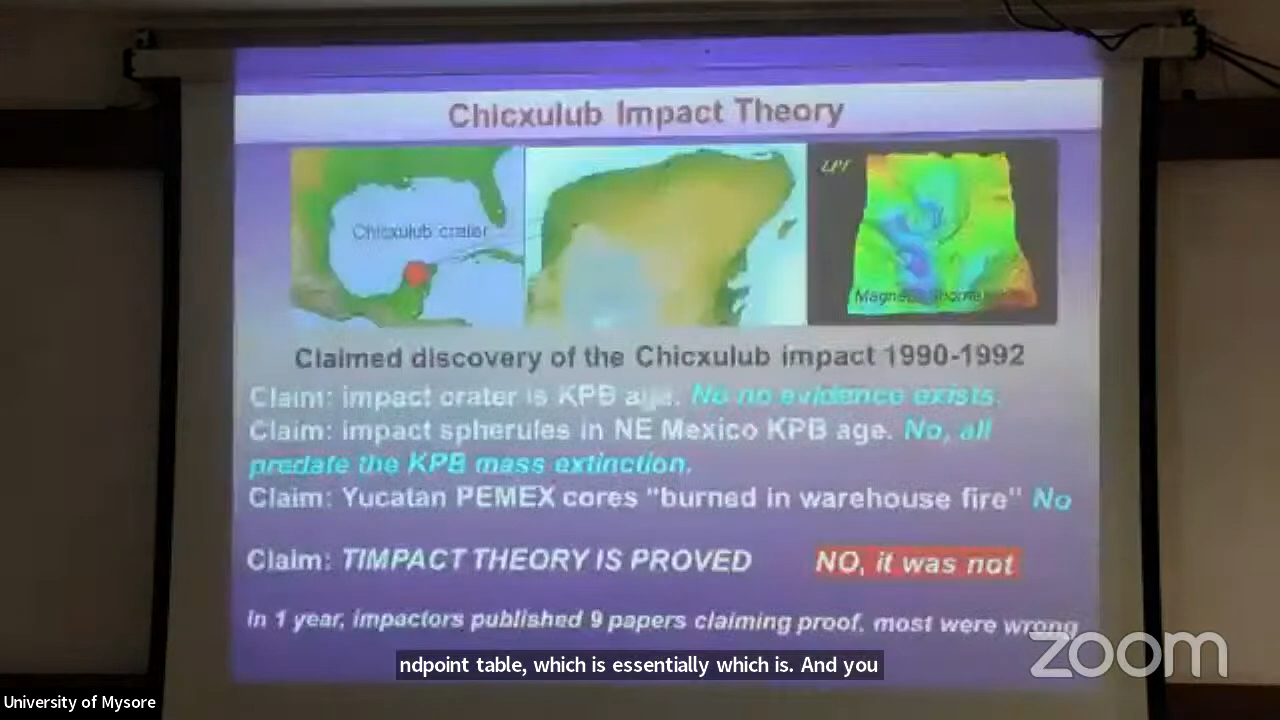 Chicxulub Impact Theory
Chicxulub crater
LPI
Claimed discovery of the Chicxulub impact 1990-1992
Claim: impact crater is KPB age. No no evidence exists.
Claim: impact spherules in NE Mexico KPB age. No, all
predate the KPB mass extinction.
Claim: Yucatan PEMEX cores "burned in warehouse fire" No
Claim: TIMPACT THEORY IS PROVED NO, it was not
In 1 year, impactors published 9 papers claiming proof, most were wrong
zoom
ndpoint table, which is essentially which is. And you
University of Mysore